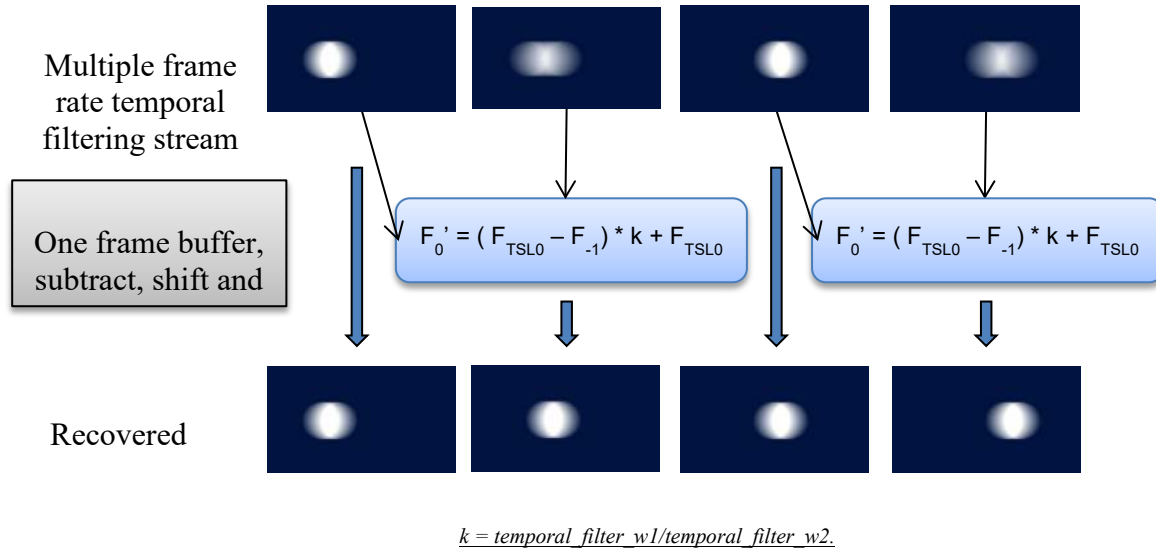 Multiple frame
rate temporal
filtering stream
F0' = ( FTSL0 – F-1) * k + FTSL0
F0' = ( FTSL0 – F-1) * k + FTSL0
One frame buffer,
subtract, shift and
Recovered
k = temporal_filter_w1/temporal_filter_w2.